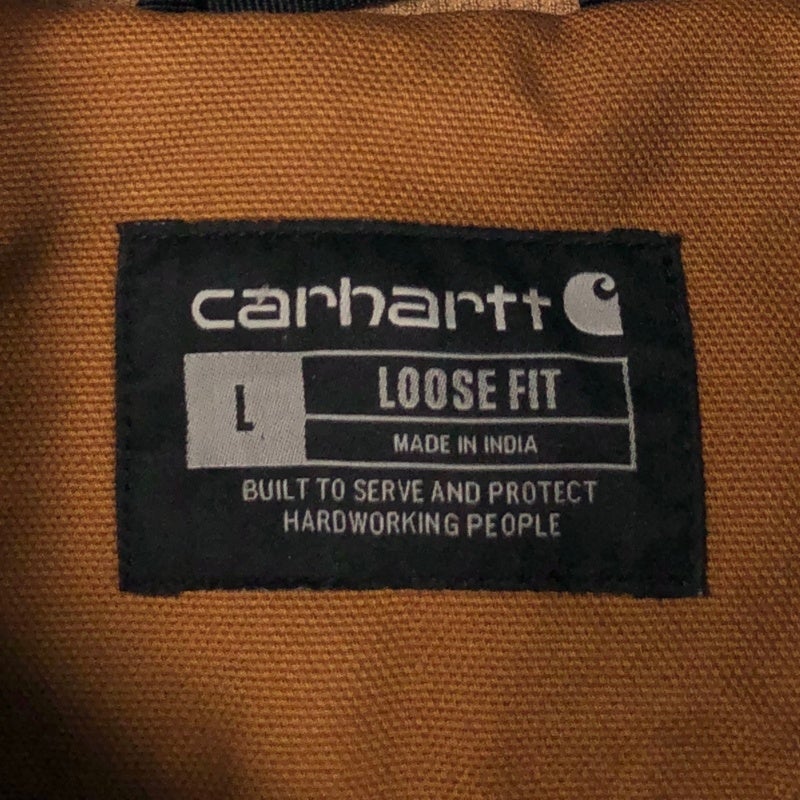 carhartt
L
LOOSE FIT
MADE IN INDIA
BUILT TO SERVE AND PROTECT
HARDWORKING PEOPLE